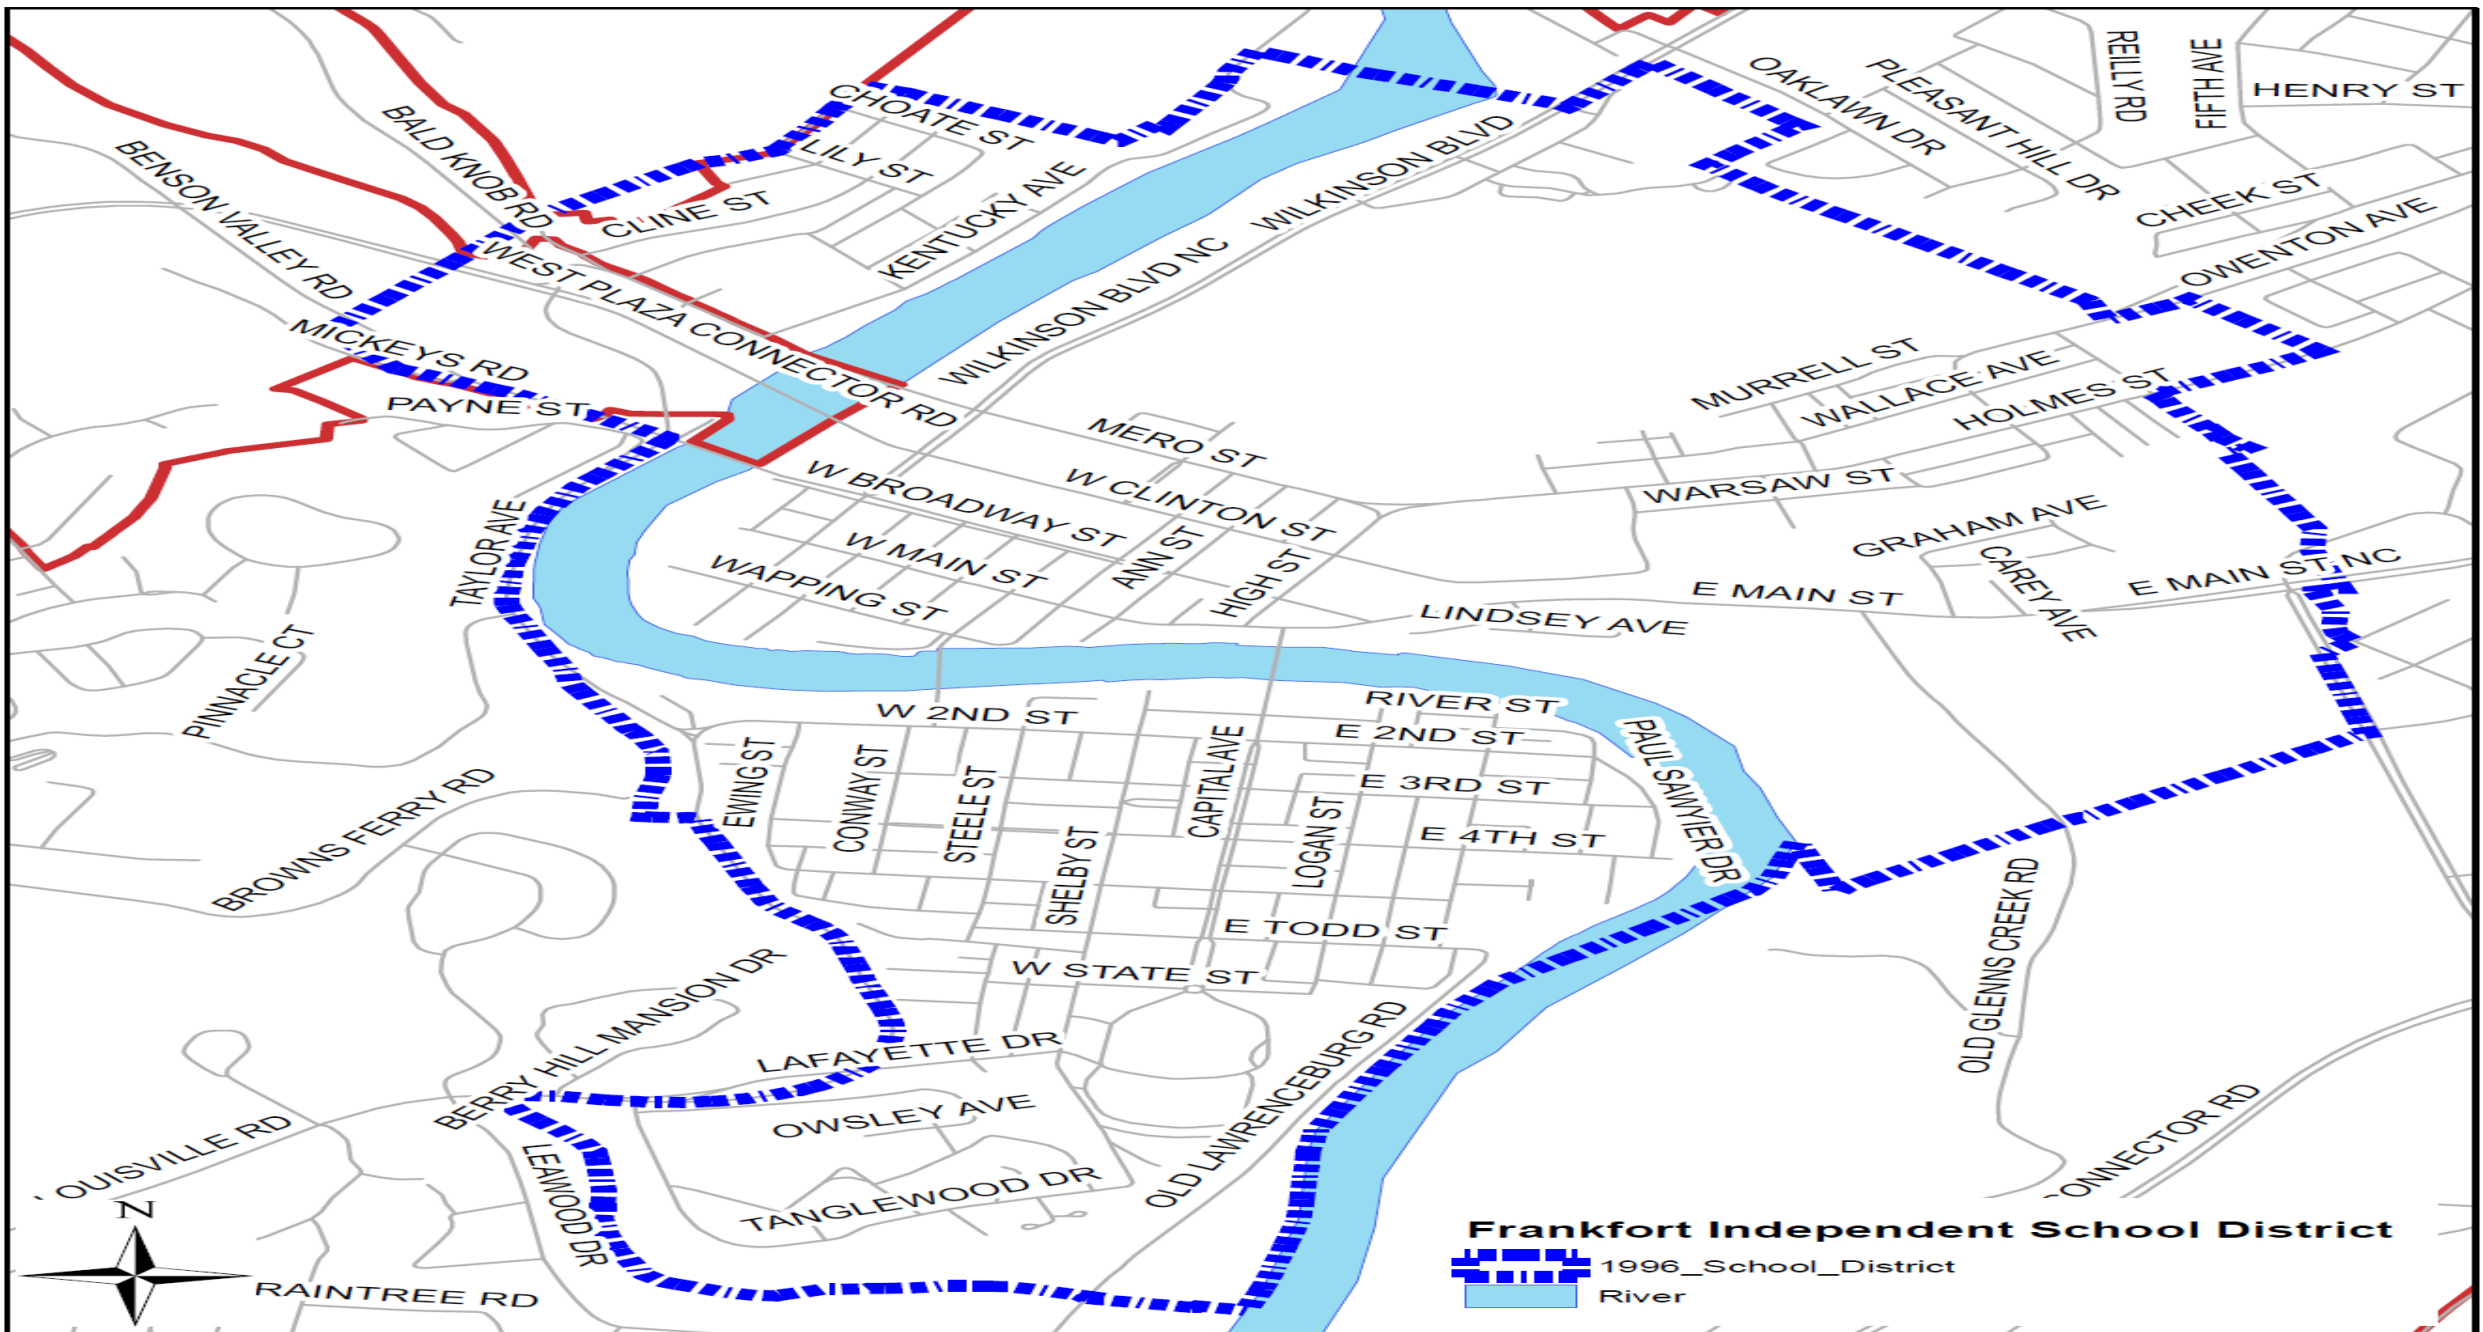 REILLY RD
FIFTH AVE
HENRY ST
OAKLAWN DR
PLEASANT HILL DR
CHOATE ST
BALD KNOB RD
LILY ST
BENSON VALLEY RD
WILKINSON BLVD
CLINE ST
KENTUCKY AVE
CHEEK ST
OWENTON AVE
WEST PLAZA CONNECTOR RD
WILKINSON BLVD NC
MICKEYS RD
PAYNE ST
MURRELL ST
WALLACE AVE
HOLMES ST
MERO ST
W CLINTON ST
W BROADWAY ST
WARSAW ST
TAYLOR AVE
W MAIN ST
ANN ST
HIGH ST
WAPPING ST
GRAHAM AVE
CAREY AVE
E MAIN ST
E MAIN ST NC
LINDSEY AVE
PINNACLE CT
W 2ND ST
RIVER ST
E 2ND ST
PAUL SAWYIER DR
EWING ST
CONWAY ST
STEELE ST
CAPITAL AVE
E 3RD ST
LOGAN ST
E 4TH ST
SHELBY ST
BROWNS FERRY RD
E TODD ST
W STATE ST
OLD GLENNS CREEK RD
BERRY HILL MANSION DR
LAFAYETTE DR
OLD LAWRENCEBURG RD
OWSLEY AVE
OUISVILLE RD
LEAWOOD DR
TANGLEWOOD DR
ONNECTOR RD
N
RAINTREE RD
Frankfort Independent School District
1996_School_District
River